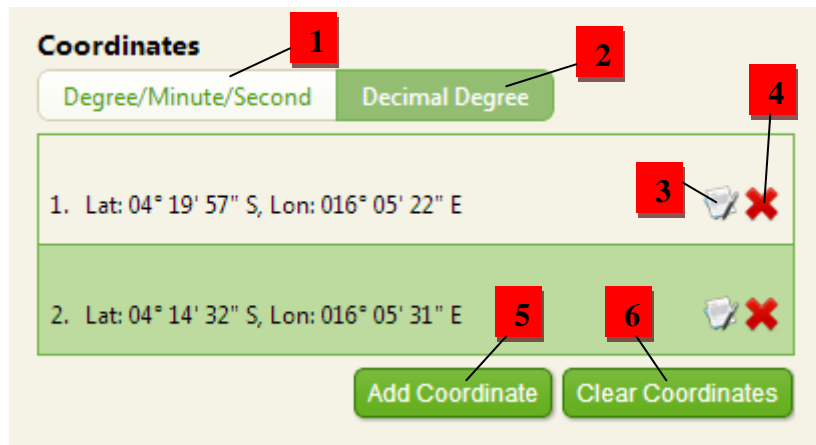 Coordinates 1
Degree/Minute/Second Decimal Degree 2
4
1. Lat: 04° 19' 57" S, Lon: 016° 05' 22" E 3
2. Lat: 04° 14' 32" S, Lon: 016° 05' 31" E 5 6
Add Coordinate Clear Coordinates